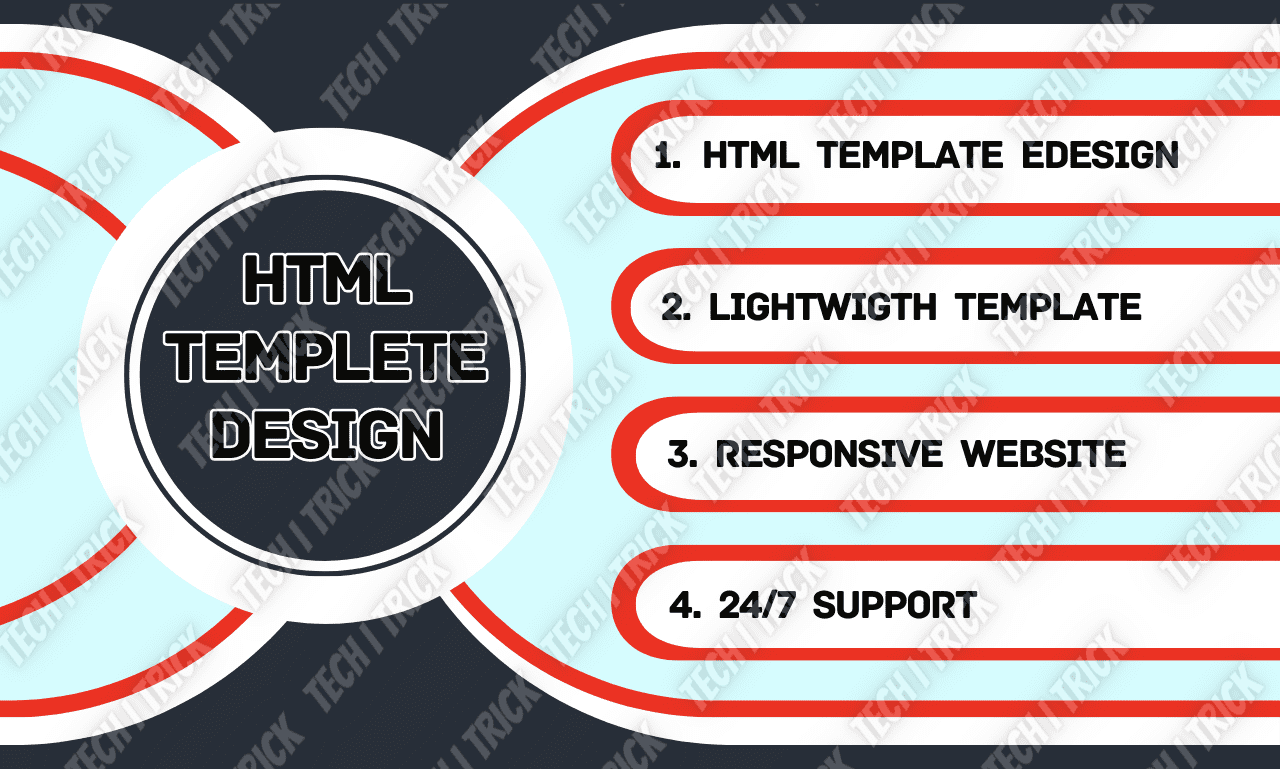 HTML
TEMPLETE
DESIGN
1. HTML TEMPLATE EDESIGN
2. LIGHTWIGTH TEMPLATE
3. RESPONSIVE WEBSITE
4. 24/7 SUPPORT
TECH I TRICK